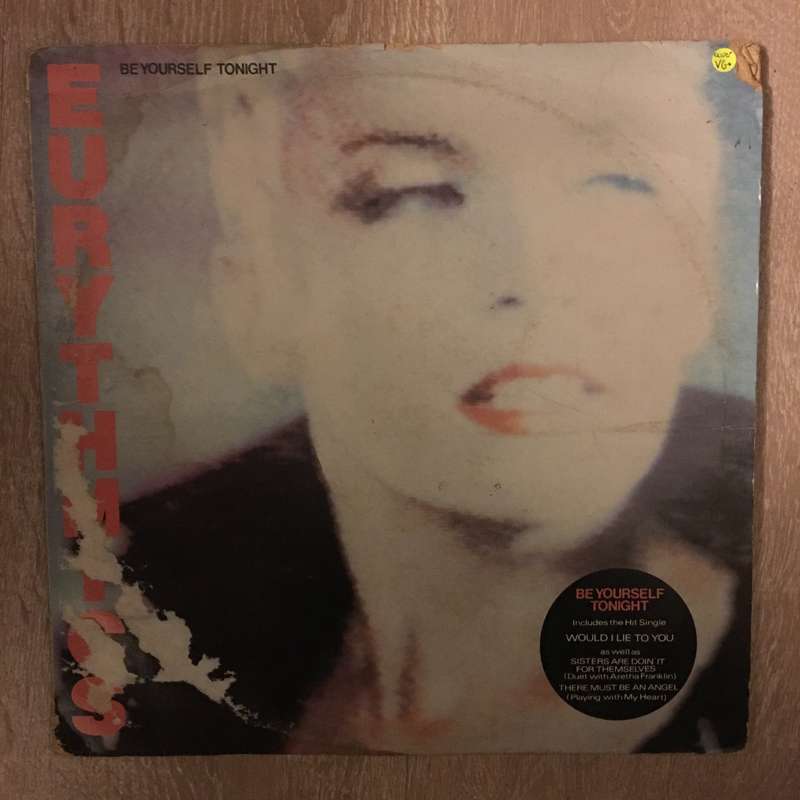 BE YOURSELF TONIGHT
EURYTHMICS
VG+
BE YOURSELF
TONIGHT
Includes the Hit Single
WOULD I LIE TO YOU
as well as
SISTERS ARE DOIN' IT
FOR THEMSELVES
(Duet with Aretha Franklin)
THERE MUST BE AN ANGEL
(Playing with My Heart)